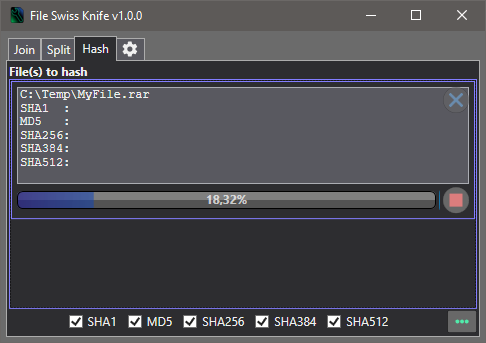 File Swiss Knife v1.0.0
Join Split Hash
File(s) to hash
C:\Temp\MyFile.rar
SHA1  :
MD5   :
SHA256:
SHA384:
SHA512:
18,32%
SHA1 MD5 SHA256 SHA384 SHA512